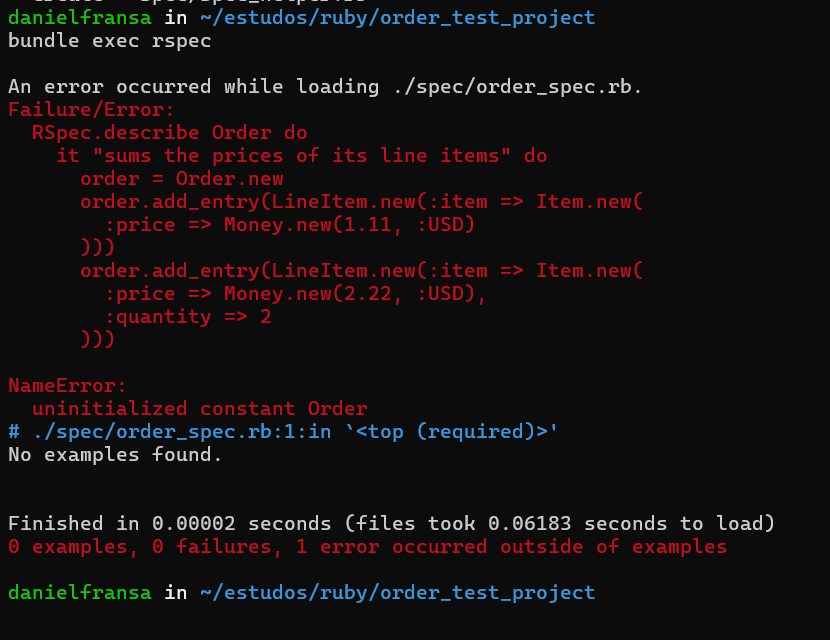 danielfransa in ~/estudos/ruby/order_test_project
bundle exec rspec
An error occurred while loading ./spec/order_spec.rb.
Failure/Error:
  RSpec.describe Order do
    it "sums the prices of its line items" do
      order = Order.new
      order.add_entry(LineItem.new(:item => Item.new(
        :price => Money.new(1.11, :USD)
      )))
      order.add_entry(LineItem.new(:item => Item.new(
        :price => Money.new(2.22, :USD),
        :quantity => 2
      )))
NameError:
  uninitialized constant Order
# ./spec/order_spec.rb:1:in `<top (required)>'
No examples found.
Finished in 0.00002 seconds (files took 0.06183 seconds to load)
0 examples, 0 failures, 1 error occurred outside of examples
danielfransa in ~/estudos/ruby/order_test_project